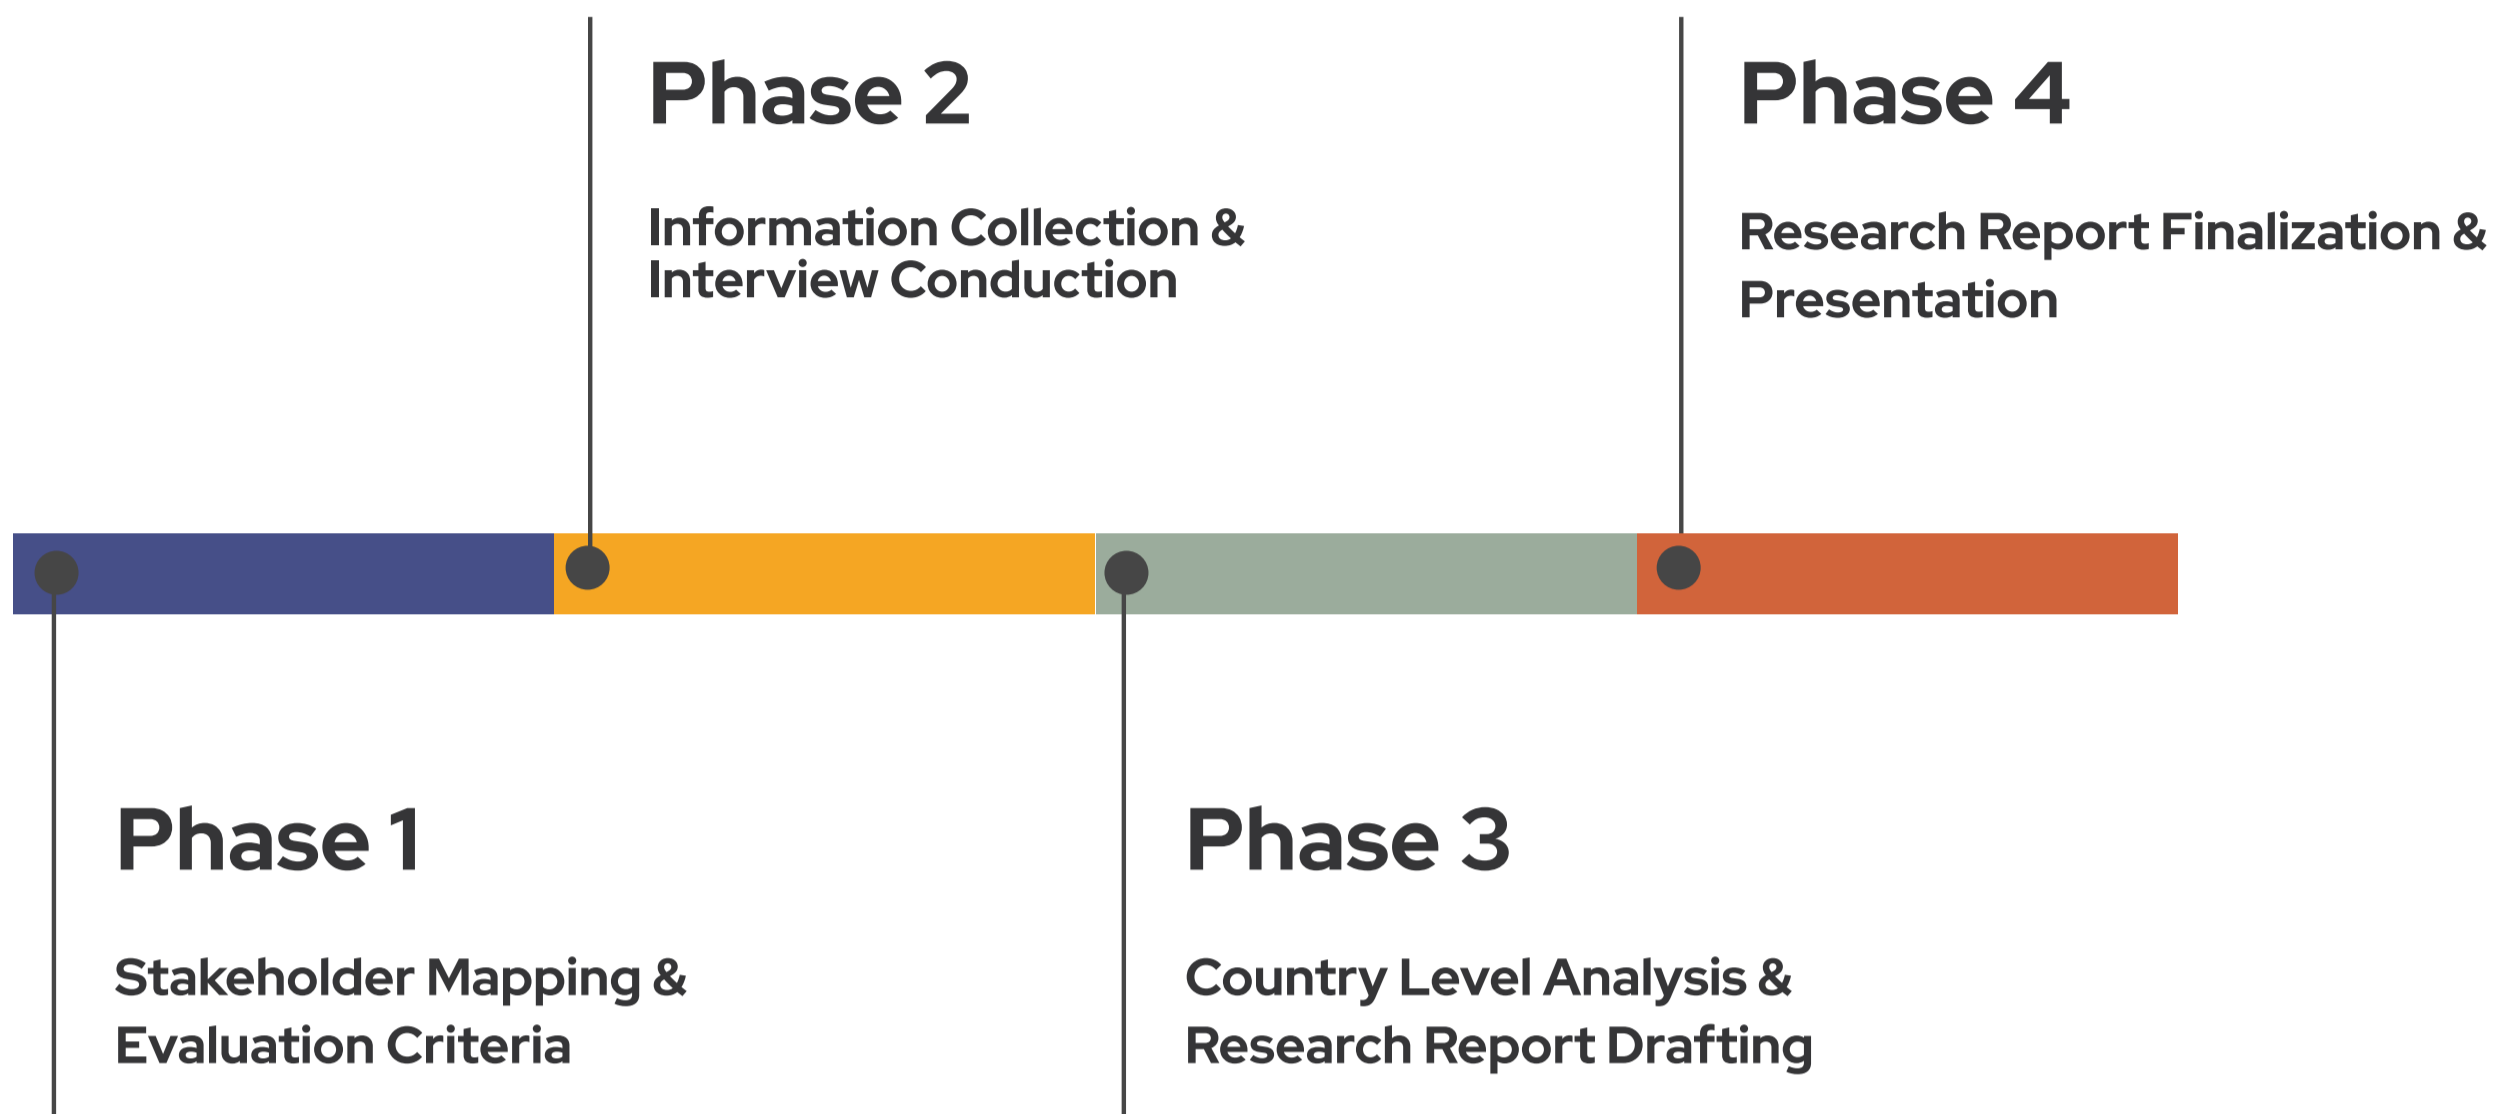 Phase 1
Stakeholder Mapping &
Evaluation Criteria
Phase 2
Information Collection &
Interview Conduction
Phase 3
Country Level Analysis &
Research Report Drafting
Phase 4
Research Report Finalization &
Presentation